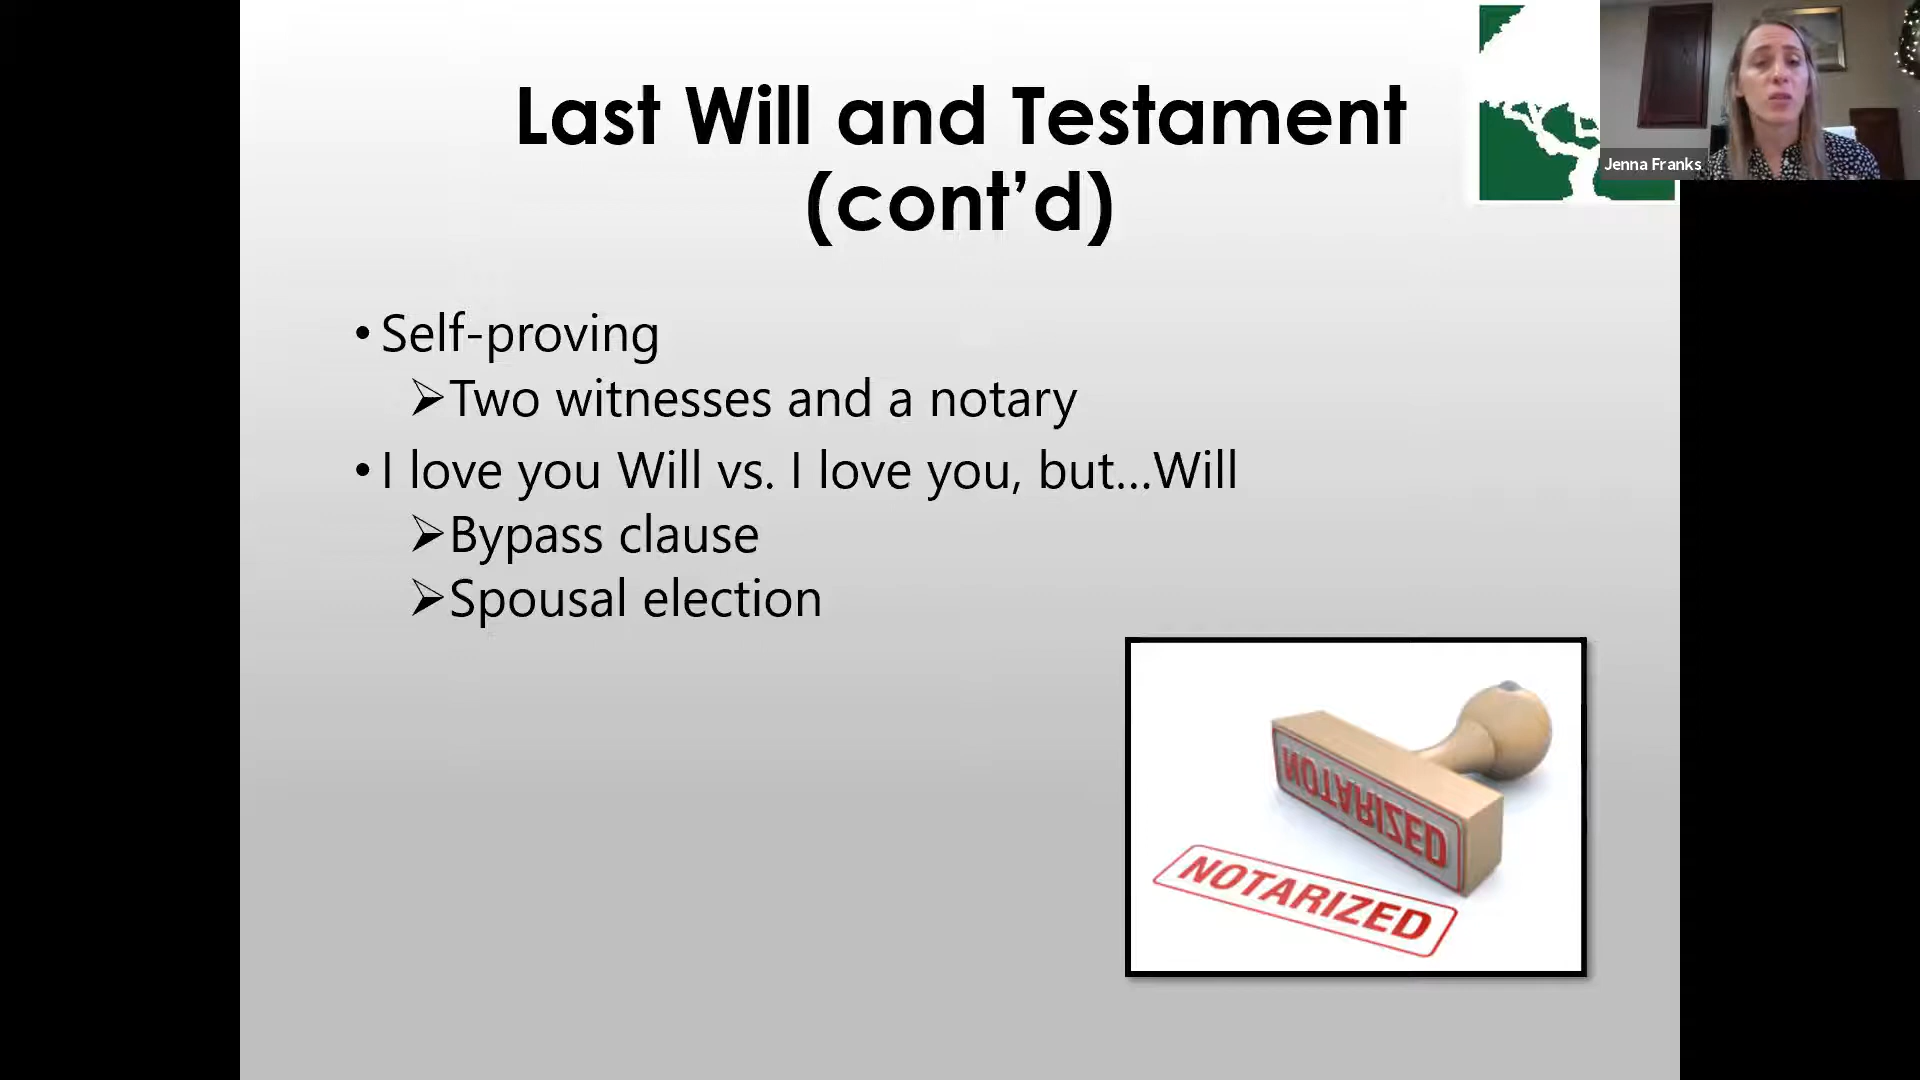 Last Will and Testament
(cont’d)
Jenna Franks
• Self-proving
➢Two witnesses and a notary
• I love you Will vs. I love you, but...Will
➢Bypass clause
➢Spousal election
NOTARIZED
NOTARIZED